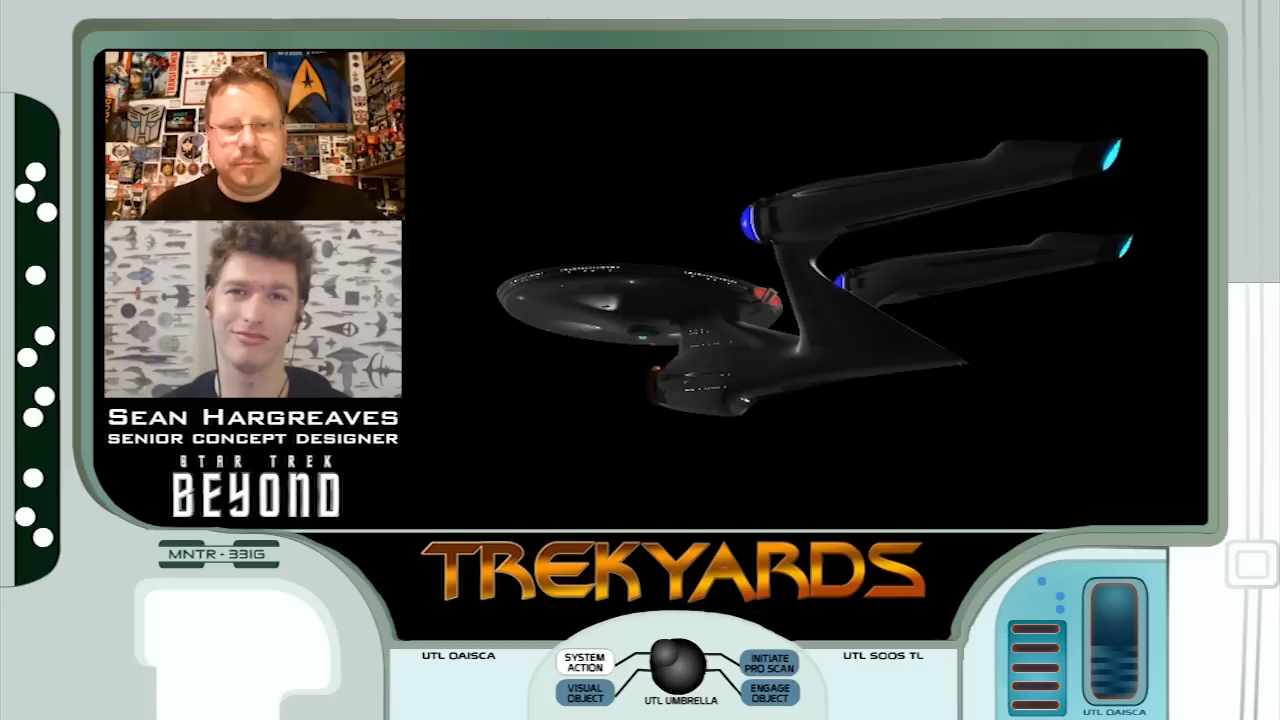 TRANSFORM
SEAN HARGREAVES
SENIOR CONCEPT DESIGNER
STAR TREK
BEYOND
MNTR - 331G
TREKYARDS
UTL OAISCA
SYSTEM
ACTION
VISUAL
OBJECT
UTL UMBRELLA
INITIATE
PRO SCAN
ENGAGE
OBJECT
UTL SOOS TL
UTL OAISCA